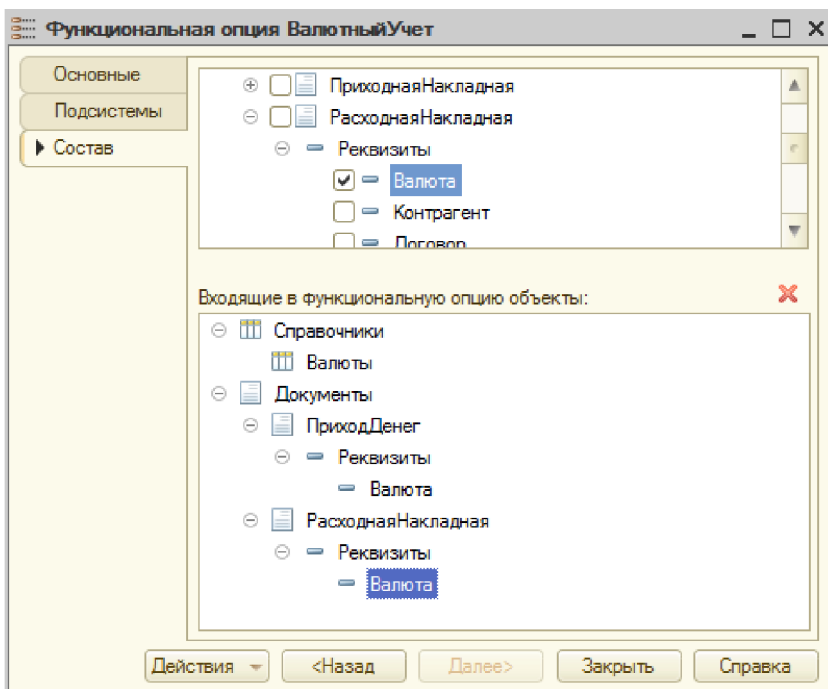 Функциональная опция ВалютныйУчет
Основные
Подсистемы
Состав
ПриходнаяНакладная
РасходнаяНакладная
Реквизиты
Валюта
Контрагент
Договор
Входящие в функциональную опцию объекты:
Справочники
Валюты
Документы
ПриходДенег
Реквизиты
Валюта
РасходнаяНакладная
Реквизиты
Валюта
Действия
<Назад
Далее>
Закрыть
Справка